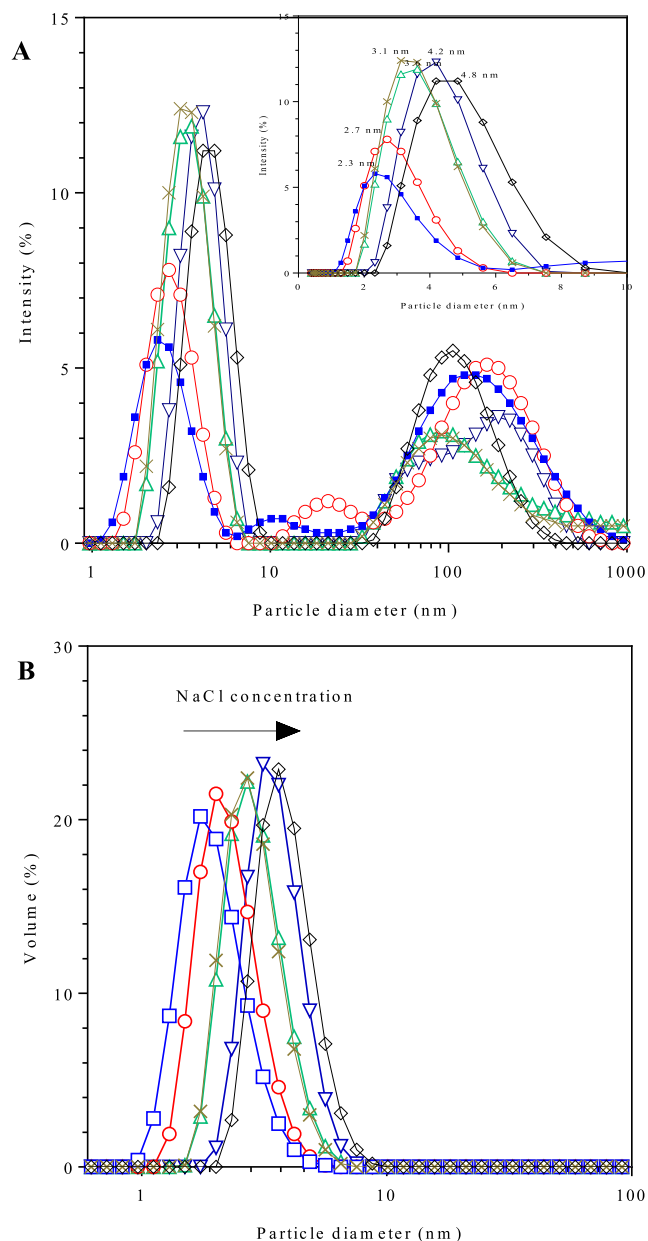 A
15
10
5
0
Intensity (%)
1
10
100
1000
Particle diameter (nm)
15
10
5
0
Intensity (%)
3.1 nm
4.2 nm
4.8 nm
2.7 nm
2.3 nm
0
2
4
6
8
10
Particle diameter (nm)
B
30
20
10
0
Volume (%)
NaCl concentration
1
10
100
Particle diameter (nm)